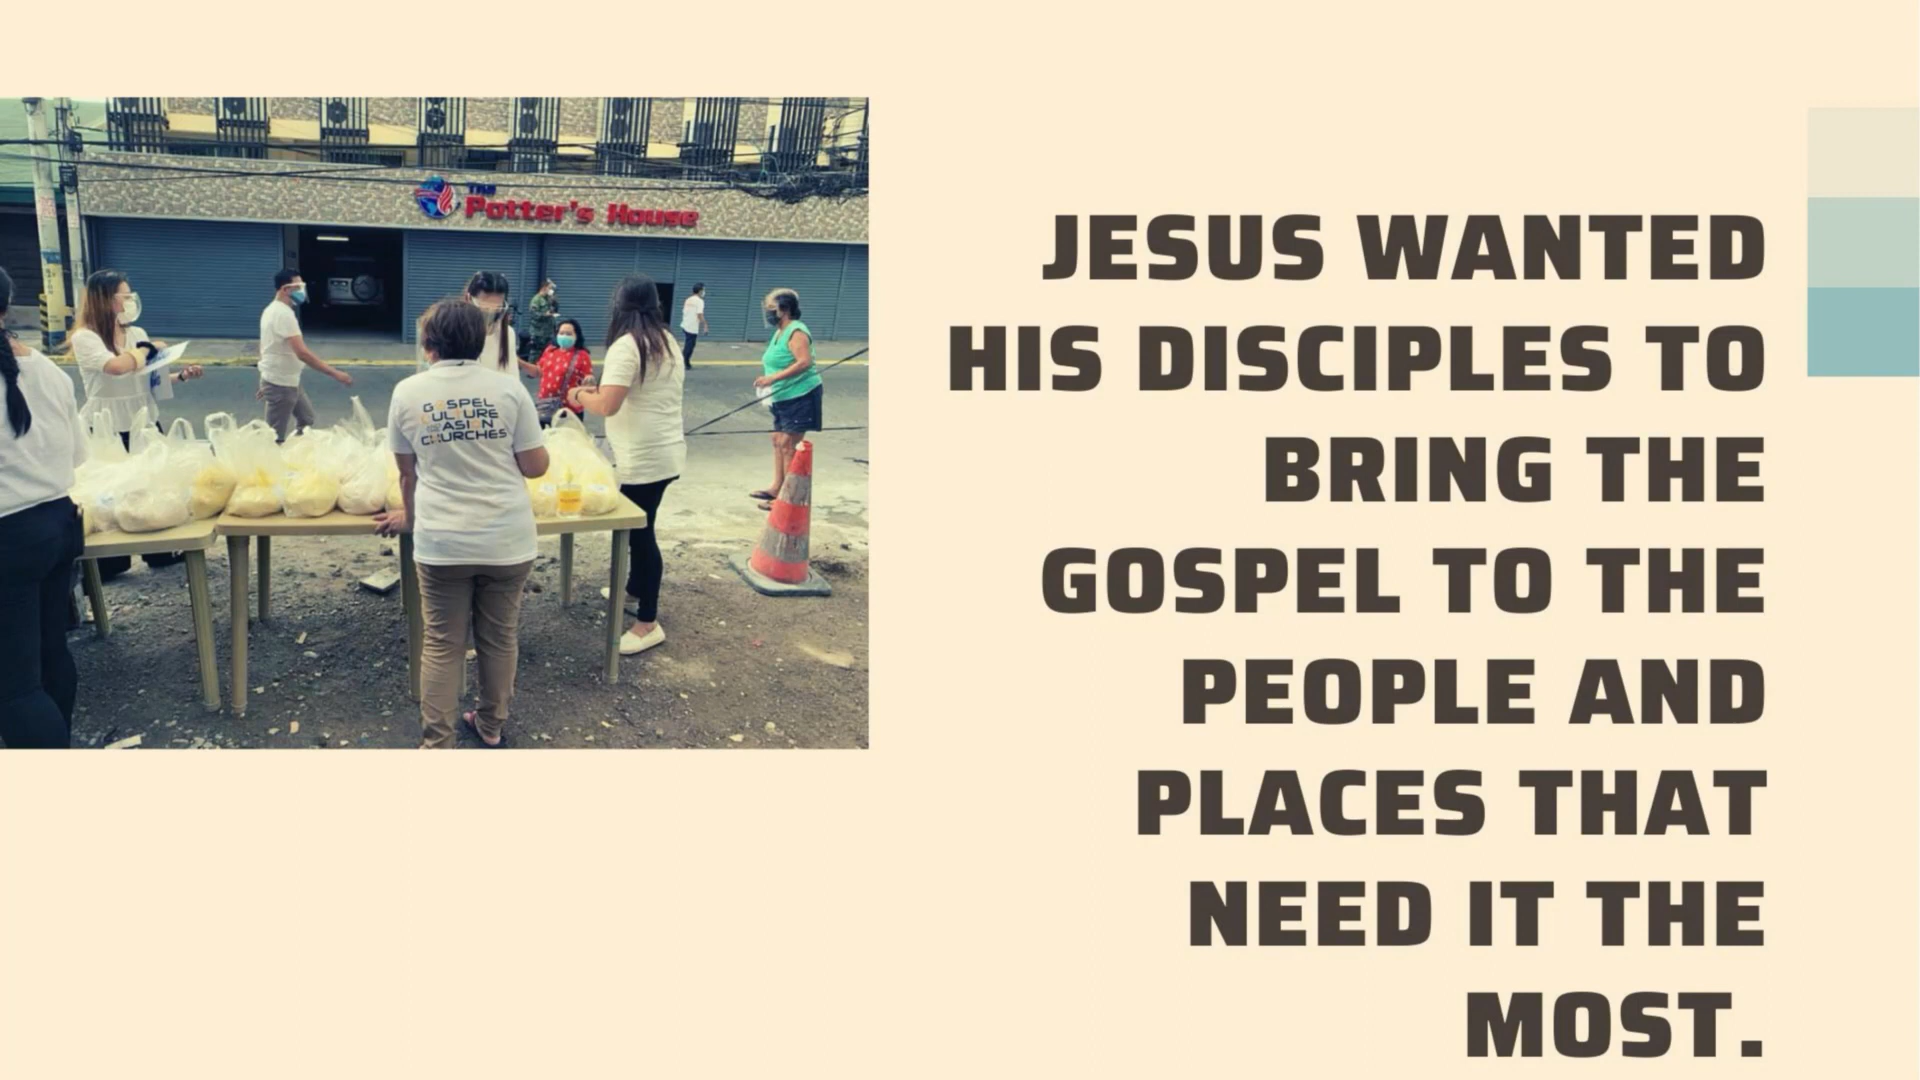 THE
Potter's House
GOSPEL
CULTURE
ASIAN
CHURCHES
JESUS WANTED
HIS DISCIPLES TO
BRING THE
GOSPEL TO THE
PEOPLE AND
PLACES THAT
NEED IT THE
MOST.